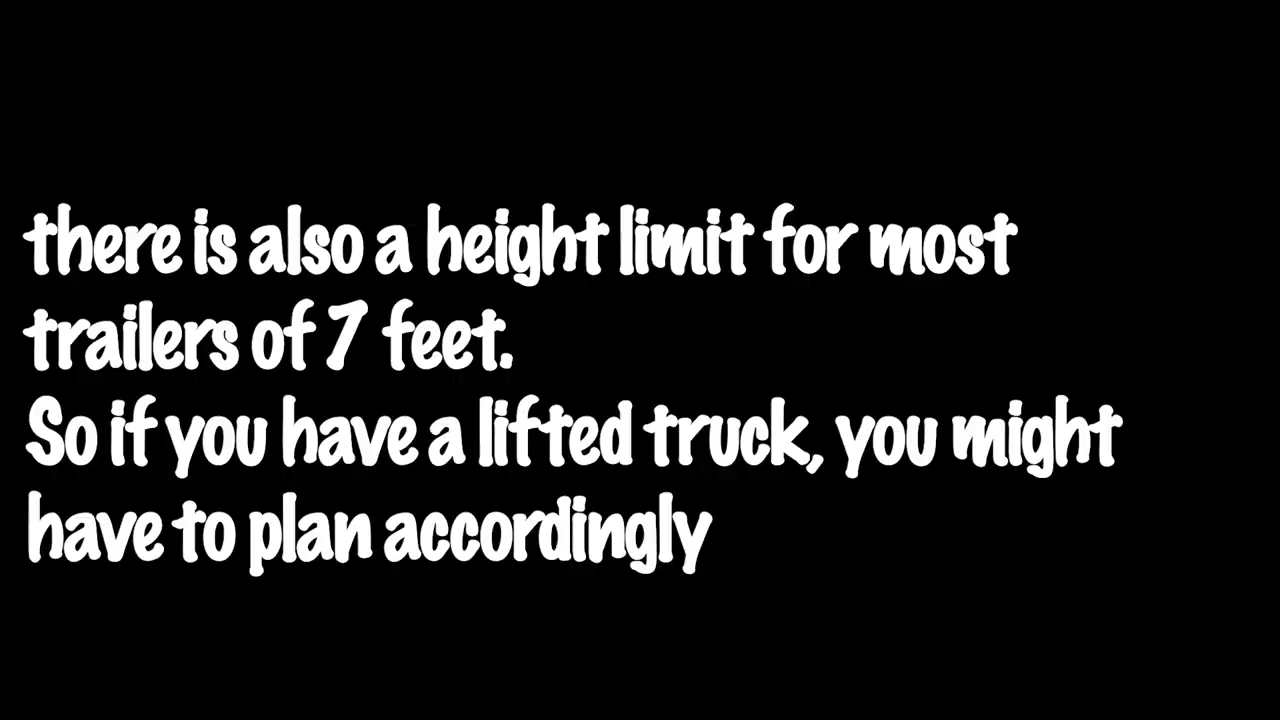 there is also a height limit for most
trailers of 7 feet.
So if you have a lifted truck, you might
have to plan accordingly